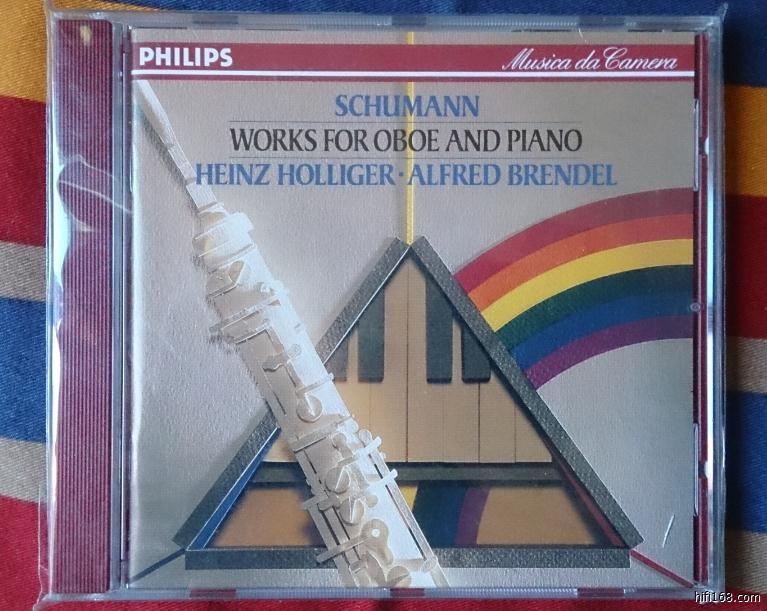 PHILIPS
Musica da Camera
SCHUMANN
WORKS FOR OBOE AND PIANO
HEINZ HOLLIGER · ALFRED BRENDEL
hifi168.com